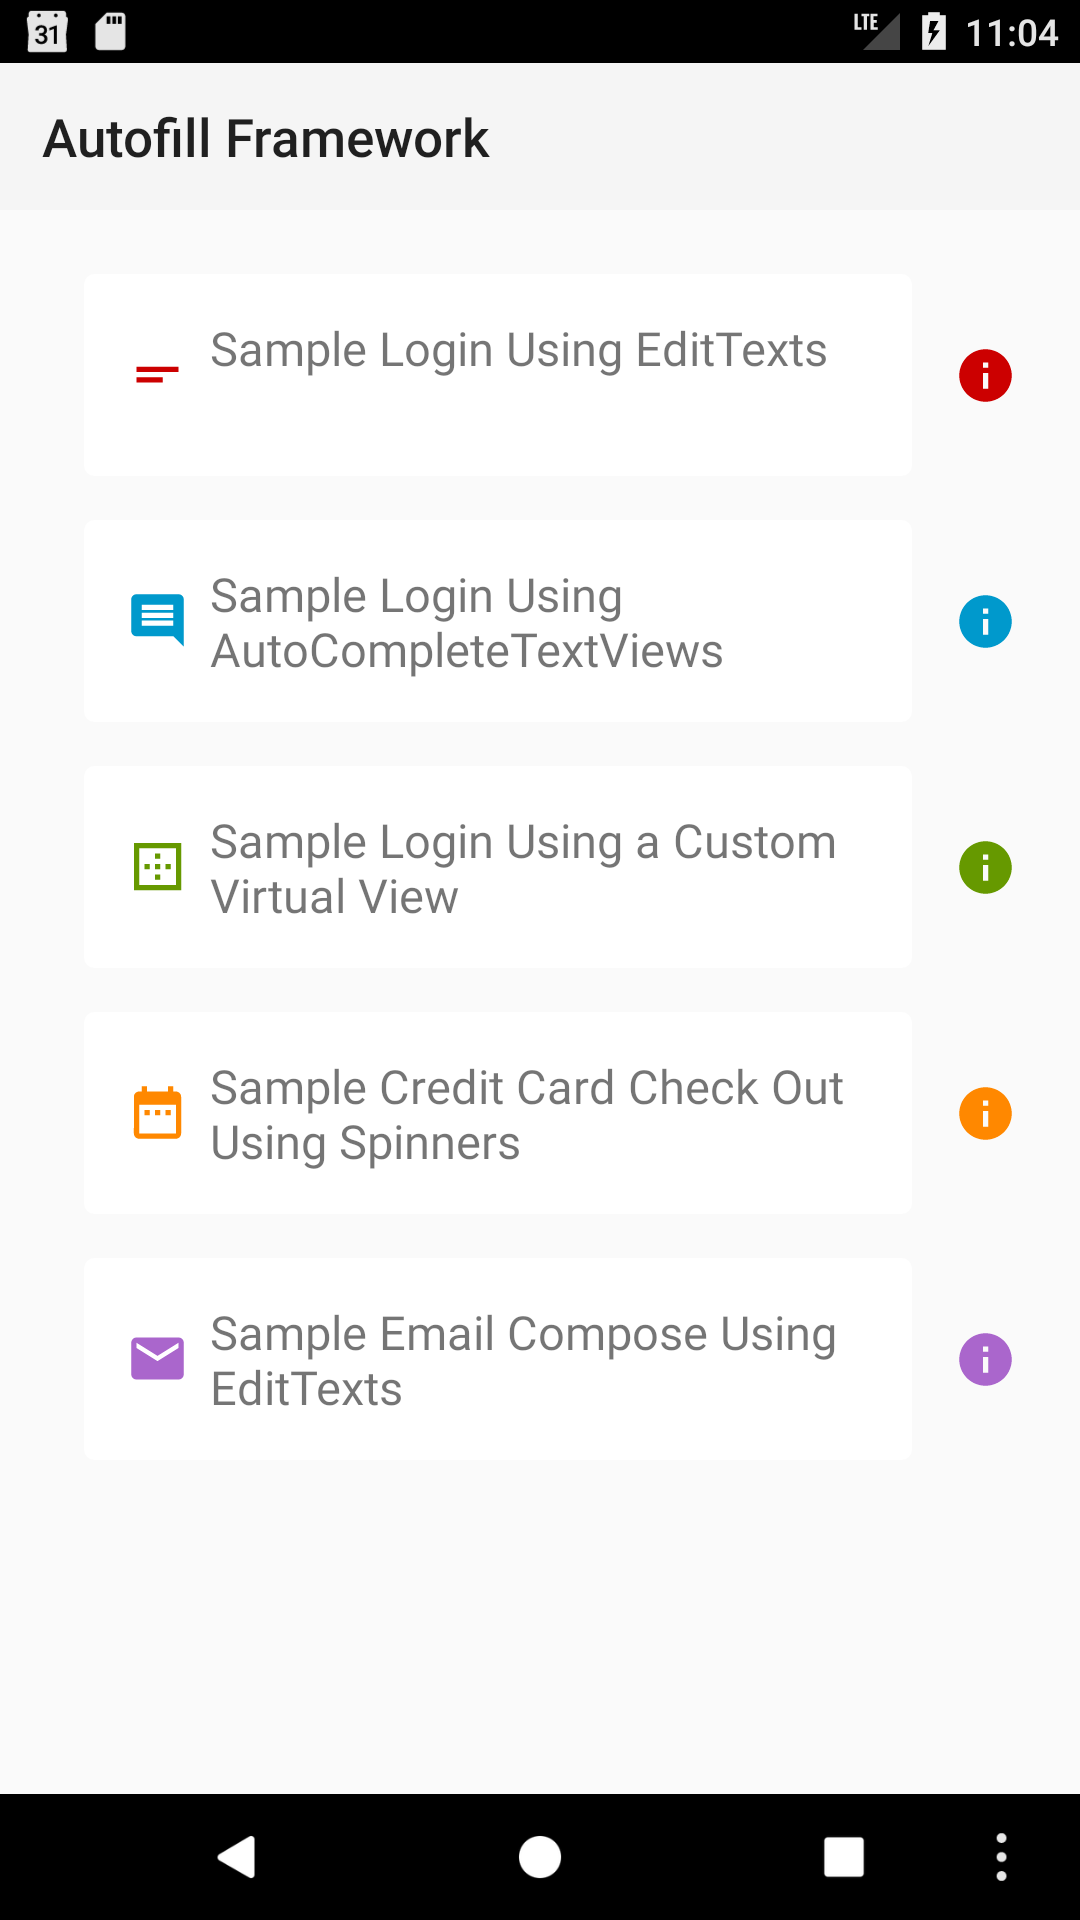 31
LTE
11:04
Autofill Framework
Sample Login Using EditTexts
Sample Login Using
AutoCompleteTextViews
Sample Login Using a Custom
Virtual View
Sample Credit Card Check Out
Using Spinners
Sample Email Compose Using
EditTexts